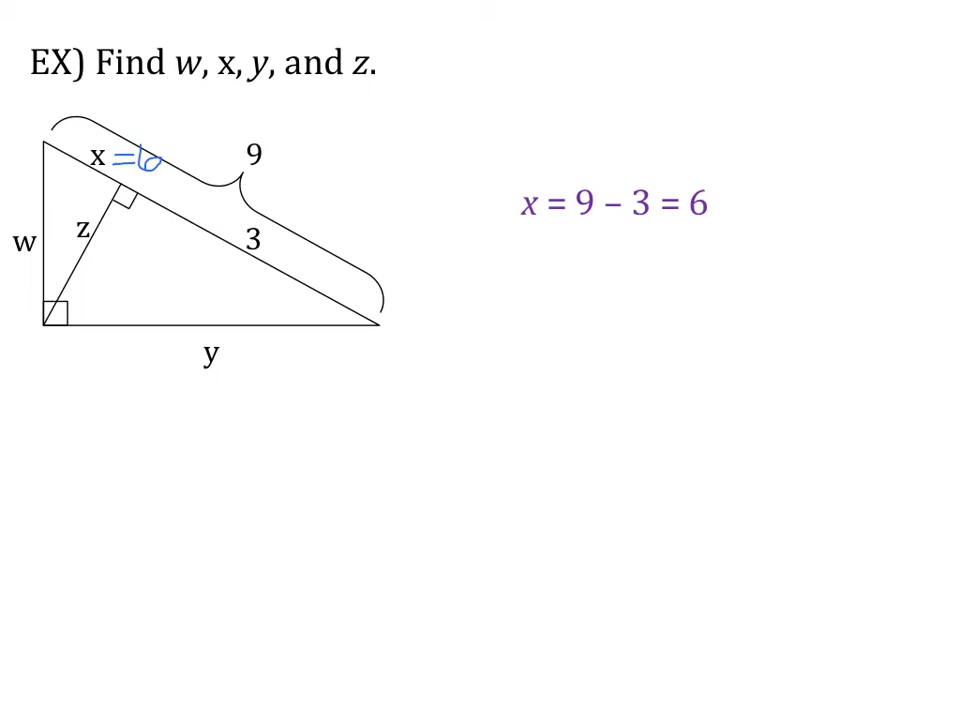 EX) Find w, x, y, and z.
x =6
9
x = 9 – 3 = 6
z
w
3
y